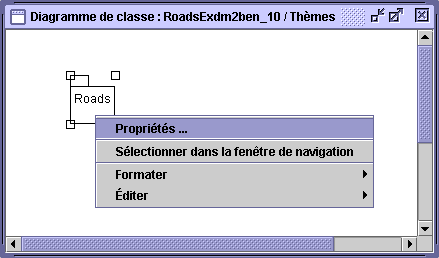 Diagramme de classe : RoadsExdm2ben_10 / Thèmes
Roads
Propriétés ...
Sélectionner dans la fenêtre de navigation
Formater
Éditer